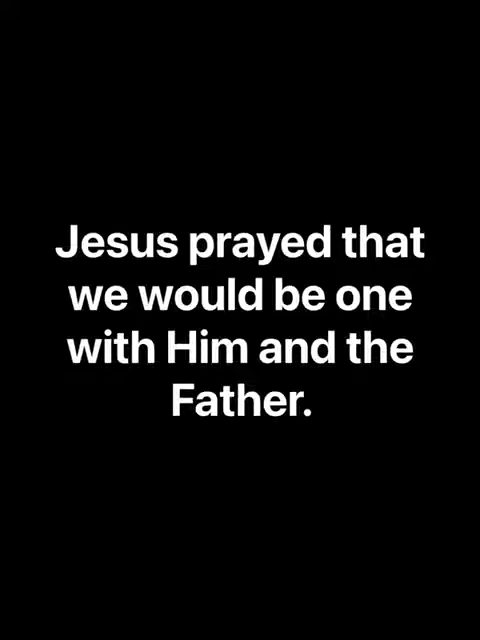 Jesus prayed that
we would be one
with Him and the
Father.